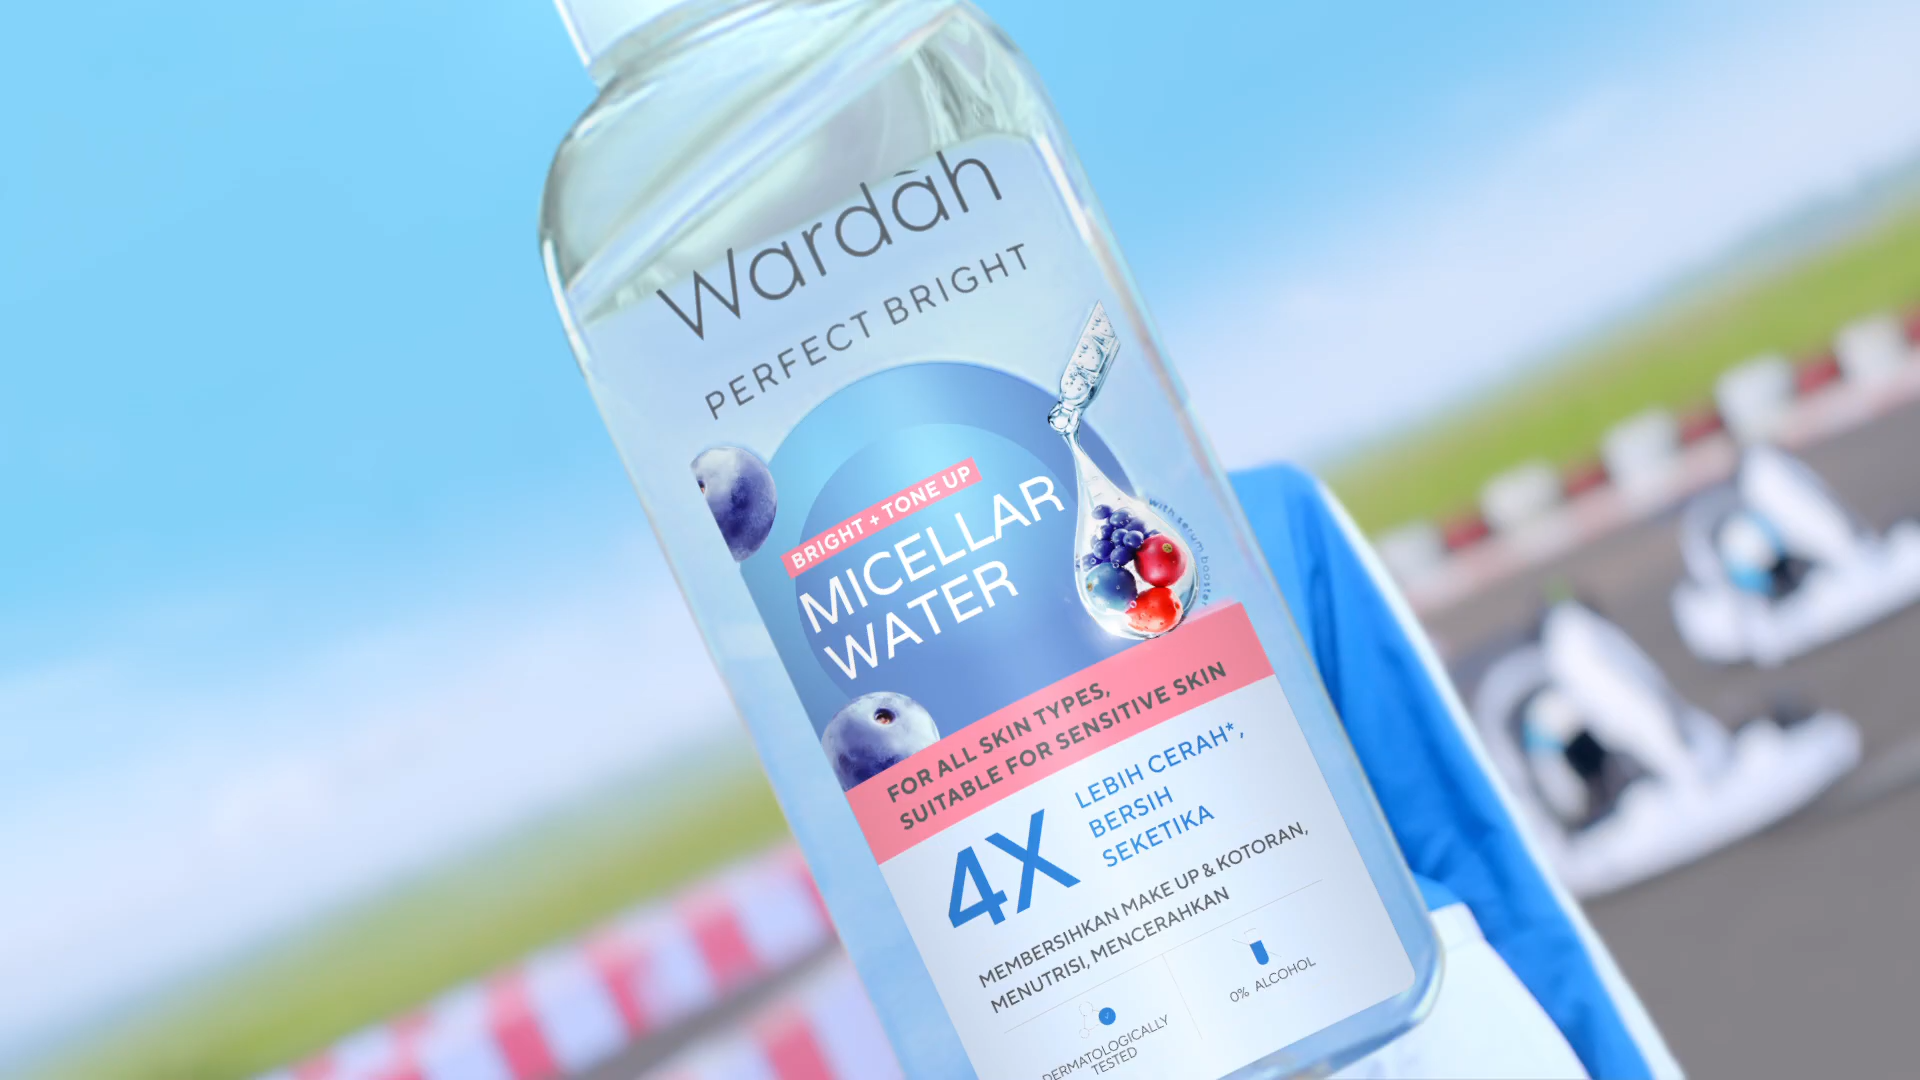 Wardàh
PERFECT BRIGHT
BRIGHT + TONE UP
MICELLAR
WATER
with serum booster
FOR ALL SKIN TYPES,
SUITABLE FOR SENSITIVE SKIN
4X
LEBIH CERAH*,
BERSIH
SEKETIKA
MEMBERSIHKAN MAKE UP & KOTORAN,
MENUTRISI, MENCERAHKAN
DERMATOLOGICALLY
TESTED
0% ALCOHOL